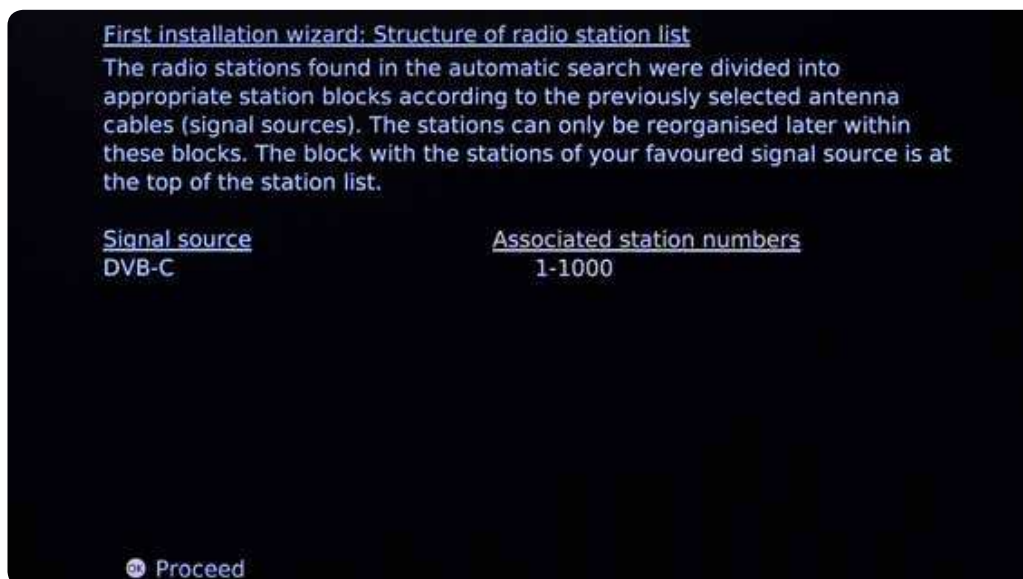 First installation wizard: Structure of radio station list
The radio stations found in the automatic search were divided into
appropriate station blocks according to the previously selected antenna
cables (signal sources). The stations can only be reorganised later within
these blocks. The block with the stations of your favoured signal source is at
the top of the station list.
Signal source Associated station numbers
DVB-C 1-1000
OK Proceed